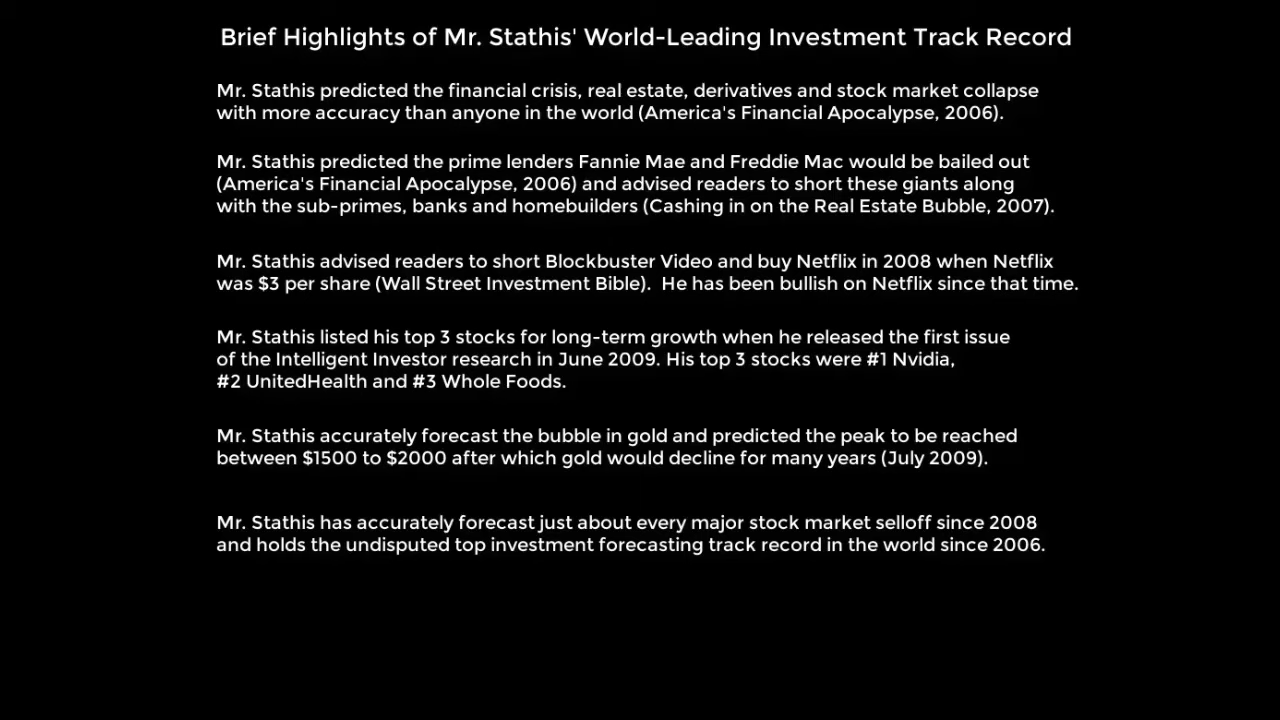 Brief Highlights of Mr. Stathis' World-Leading Investment Track Record
Mr. Stathis predicted the financial crisis, real estate, derivatives and stock market collapse
with more accuracy than anyone in the world (America's Financial Apocalypse, 2006).
Mr. Stathis predicted the prime lenders Fannie Mae and Freddie Mac would be bailed out
(America's Financial Apocalypse, 2006) and advised readers to short these giants along
with the sub-primes, banks and homebuilders (Cashing in on the Real Estate Bubble, 2007).
Mr. Stathis advised readers to short Blockbuster Video and buy Netflix in 2008 when Netflix
was $3 per share (Wall Street Investment Bible).  He has been bullish on Netflix since that time.
Mr. Stathis listed his top 3 stocks for long-term growth when he released the first issue
of the Intelligent Investor research in June 2009. His top 3 stocks were #1 Nvidia,
#2 UnitedHealth and #3 Whole Foods.
Mr. Stathis accurately forecast the bubble in gold and predicted the peak to be reached
between $1500 to $2000 after which gold would decline for many years (July 2009).
Mr. Stathis has accurately forecast just about every major stock market selloff since 2008
and holds the undisputed top investment forecasting track record in the world since 2006.